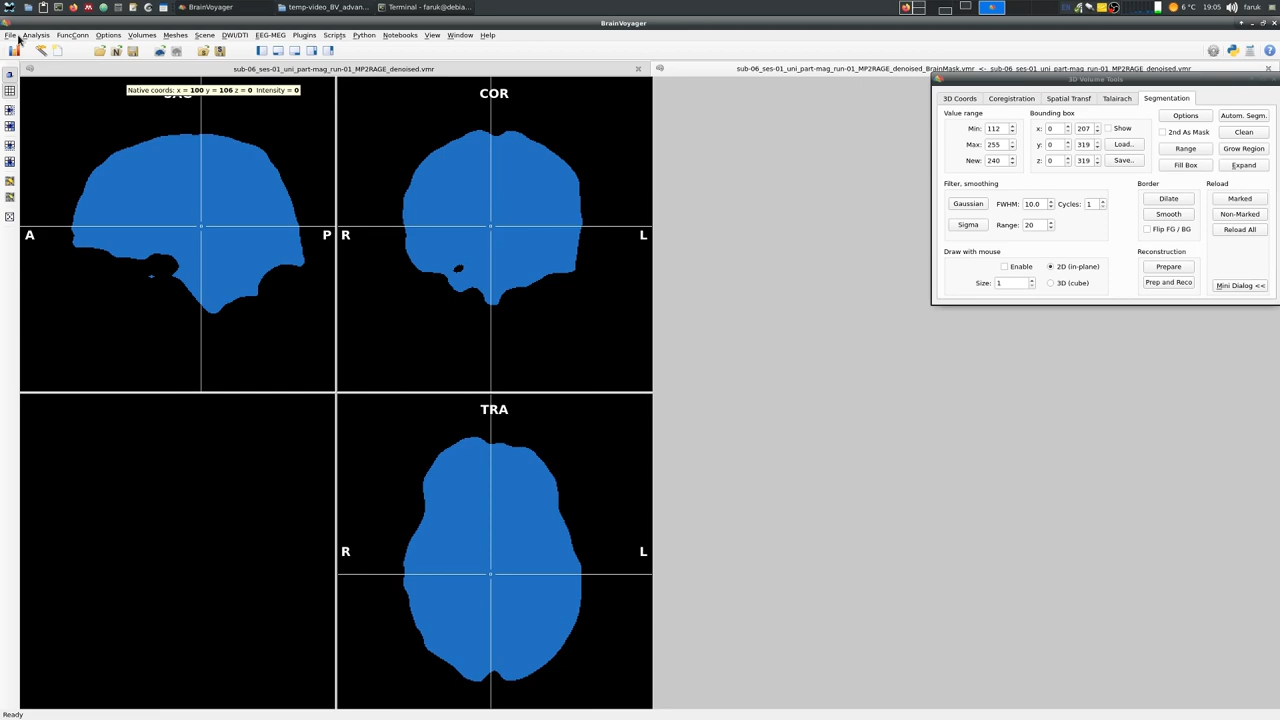 BrainVoyager
temp-video_BV_advan...
Terminal - faruk@debia...
6 °C
19:05
faruk
BrainVoyager
File Analysis FuncConn Options Volumes Meshes Scene DWI/DTI EEG-MEG Plugins Scripts Python Notebooks View Window Help
sub-06_ses-01_uni_part-mag_run-01_MP2RAGE_denoised.vmr
sub-06_ses-01_uni_part-mag_run-01_MP2RAGE_denoised_BrainMask.vmr <- sub-06_ses-01_uni_part-mag_run-01_MP2RAGE_denoised.vmr
Native coords: x = 100 y = 106 z = 0 Intensity = 0
SAG
COR
A
P
R
L
TRA
R
L
3D Volume Tools
3D Coords Coregistration Spatial Transf Talairach Segmentation
Value range
Min: 112
Max: 255
New: 240
Bounding box
x: 0 207 Show
y: 0 319 Load..
z: 0 319 Save..
Options Autom. Segm.
2nd As Mask Clean
Range Grow Region
Fill Box Expand
Filter, smoothing
Gaussian FWHM: 10.0 Cycles: 1
Sigma Range: 20
Border
Dilate
Smooth
Flip FG / BG
Reload
Marked
Non-Marked
Reload All
Draw with mouse
Enable 2D (in-plane)
Size: 1 3D (cube)
Reconstruction
Prepare
Prep and Reco
Mini Dialog <<
Ready